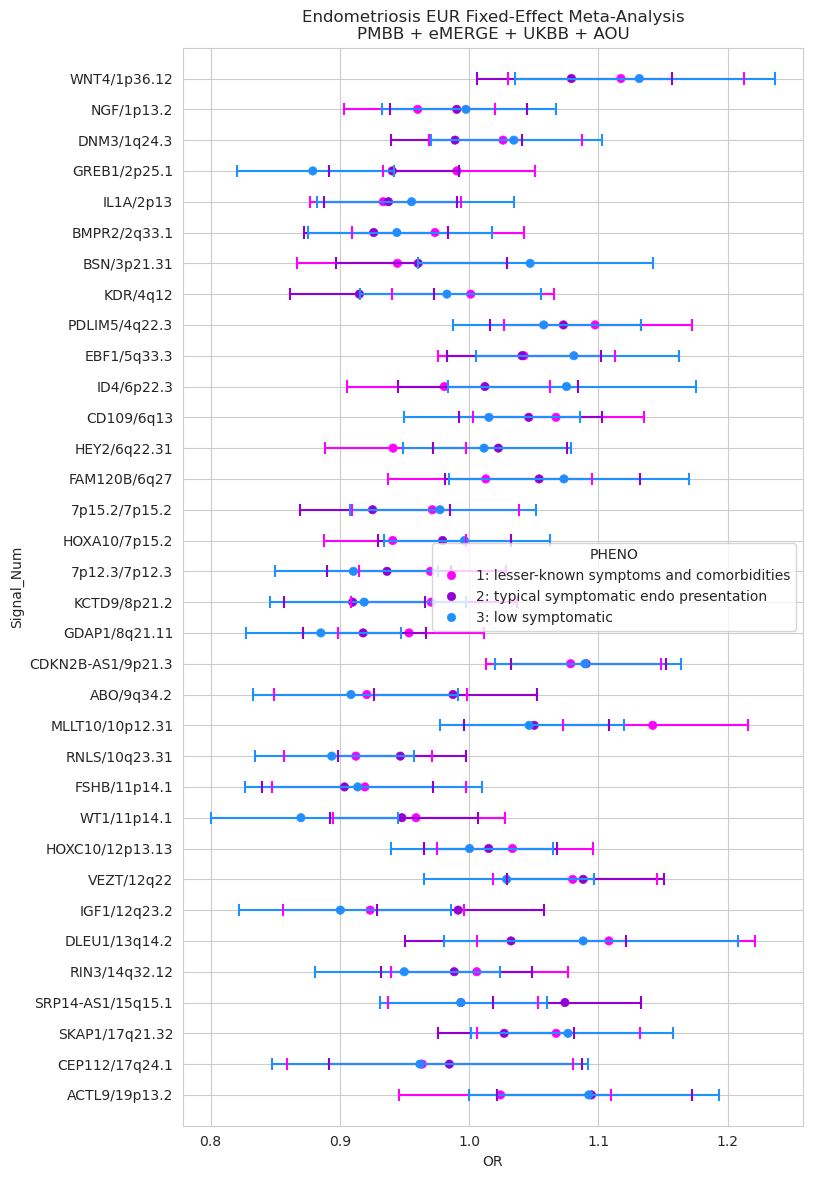 Endometriosis EUR Fixed-Effect Meta-Analysis
PMBB + eMERGE + UKBB + AOU
WNT4/1p36.12
NGF/1p13.2
DNM3/1q24.3
GREB1/2p25.1
IL1A/2p13
BMPR2/2q33.1
BSN/3p21.31
KDR/4q12
PDLIM5/4q22.3
EBF1/5q33.3
ID4/6p22.3
CD109/6q13
HEY2/6q22.31
FAM120B/6q27
7p15.2/7p15.2
HOXA10/7p15.2
7p12.3/7p12.3
KCTD9/8p21.2
GDAP1/8q21.11
CDKN2B-AS1/9p21.3
ABO/9q34.2
MLLT10/10p12.31
RNLS/10q23.31
FSHB/11p14.1
WT1/11p14.1
HOXC10/12p13.13
VEZT/12q22
IGF1/12q23.2
DLEU1/13q14.2
RIN3/14q32.12
SRP14-AS1/15q15.1
SKAP1/17q21.32
CEP112/17q24.1
ACTL9/19p13.2
Signal_Num
PHENO
1: lesser-known symptoms and comorbidities
2: typical symptomatic endo presentation
3: low symptomatic
0.8 0.9 1.0 1.1 1.2
OR